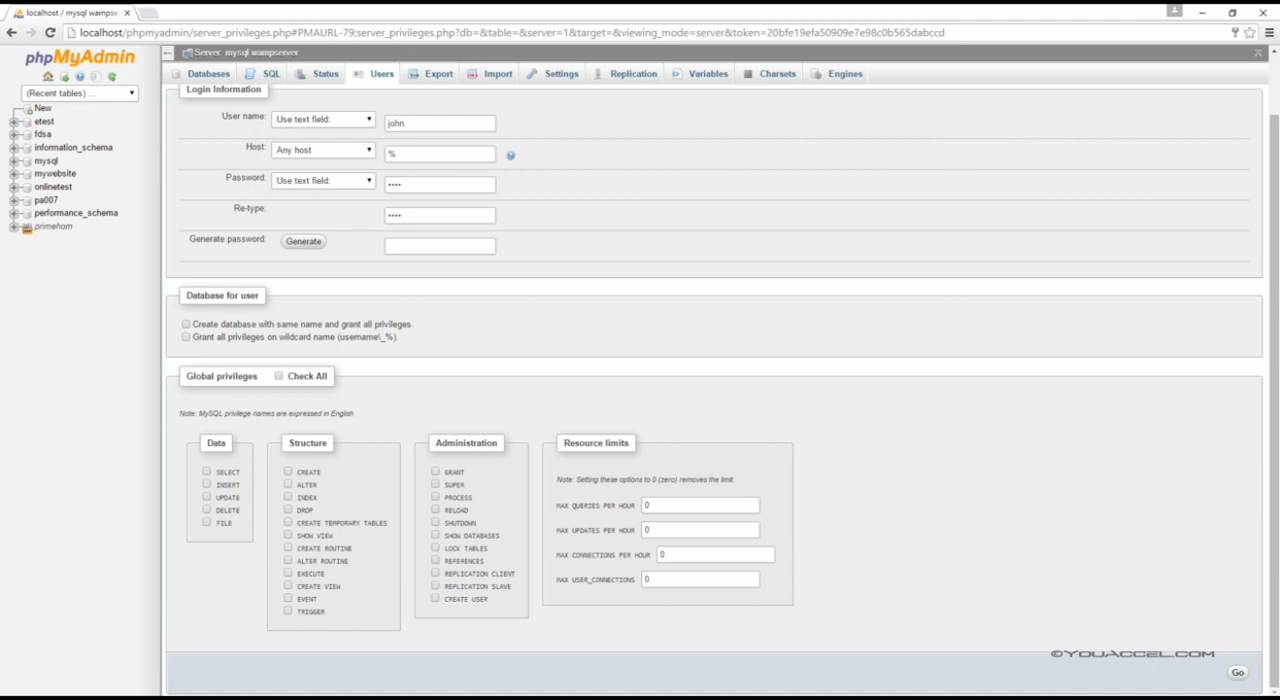 localhost / mysql wampse
localhost/phpmyadmin/server_privileges.php#PMAURL-79:server_privileges.php?db=&table=&server=1&target=&viewing_mode=server&token=20bfe19efa50909e7e98c0b565dabccd
phpMyAdmin
Server: mysql wampserver
Databases SQL Status Users Export Import Settings Replication Variables Charsets Engines
(Recent tables) ...
New
etest
fdsa
information_schema
mysql
mywebsite
onlinetest
pa007
performance_schema
primehorn
Login Information
User name: Use text field: john
Host: Any host %
Password: Use text field: ••••
Re-type: ••••
Generate password: Generate
Database for user
Create database with same name and grant all privileges.
Grant all privileges on wildcard name (username\_%).
Global privileges Check All
Note: MySQL privilege names are expressed in English
Data
SELECT
INSERT
UPDATE
DELETE
FILE
Structure
CREATE
ALTER
INDEX
DROP
CREATE TEMPORARY TABLES
SHOW VIEW
CREATE ROUTINE
ALTER ROUTINE
EXECUTE
CREATE VIEW
EVENT
TRIGGER
Administration
GRANT
SUPER
PROCESS
RELOAD
SHUTDOWN
SHOW DATABASES
LOCK TABLES
REFERENCES
REPLICATION CLIENT
REPLICATION SLAVE
CREATE USER
Resource limits
Note: Setting these options to 0 (zero) removes the limit.
MAX QUERIES PER HOUR 0
MAX UPDATES PER HOUR 0
MAX CONNECTIONS PER HOUR 0
MAX USER_CONNECTIONS 0
©YouAccel.com
Go